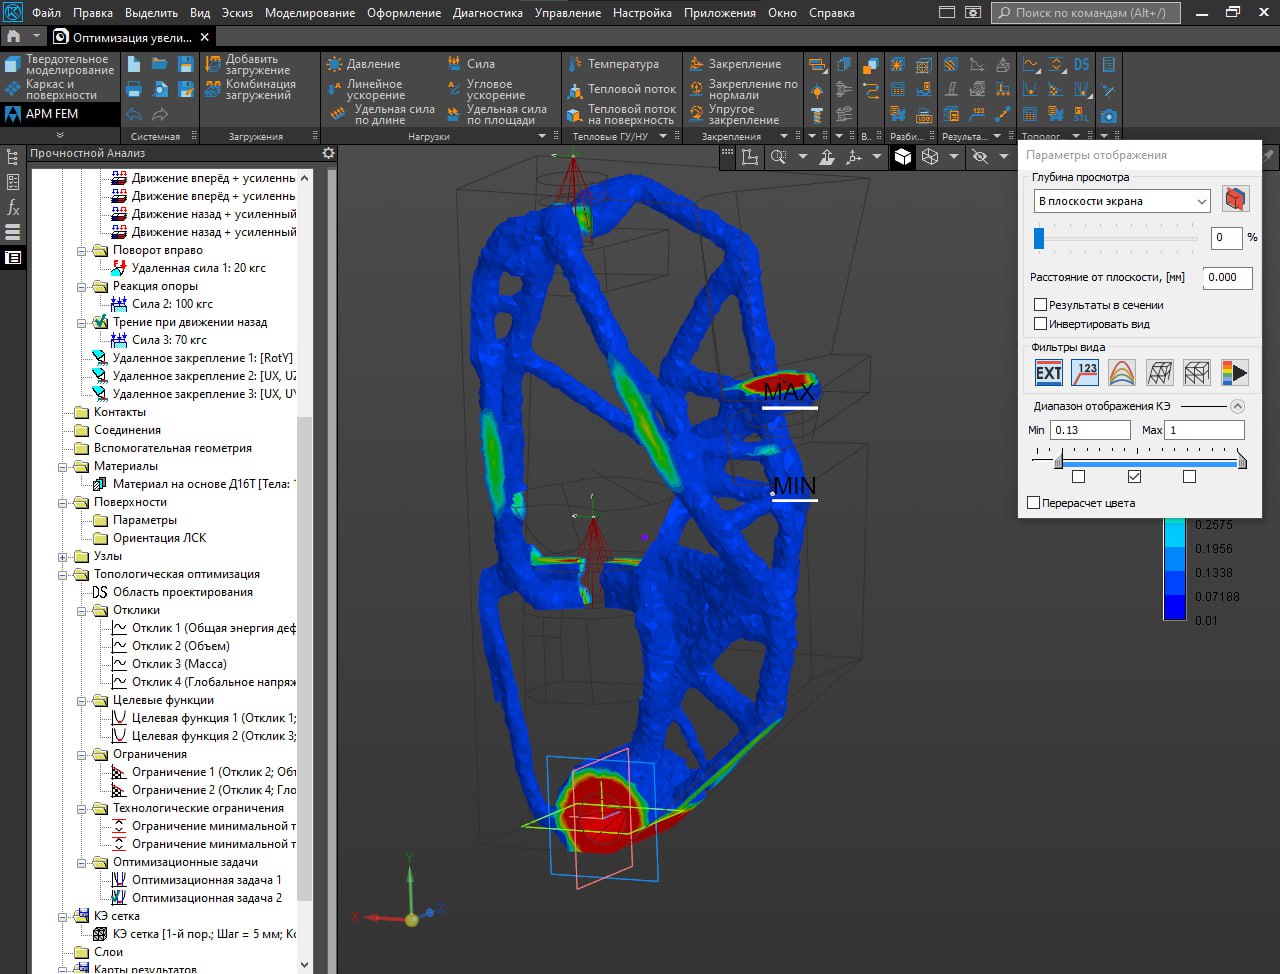 Файл Правка Выделить Вид Эскиз Моделирование Оформление Диагностика Управление Настройка Приложения Окно Справка
Поиск по командам (Alt+/)
Оптимизация увели...
Твердотельное моделирование
Каркас и поверхности
APM FEM
Системная
Добавить загружение
Комбинация загружений
Загружения
Давление
Линейное ускорение
Удельная сила по длине
Сила
Угловое ускорение
Удельная сила по площади
Нагрузки
Температура
Тепловой поток
Тепловой поток на поверхность
Тепловые ГУ/НУ
Закрепление
Закрепление по нормали
Упругое закрепление
Закрепления
В..
Разби...
Результа...
Тополог...
Прочностной Анализ
Движение вперёд + усиленнь
Движение вперёд + усиленнь
Движение назад + усиленный
Движение назад + усиленный
Поворот вправо
Удаленная сила 1: 20 кгс
Реакция опоры
Сила 2: 100 кгс
Трение при движении назад
Сила 3: 70 кгс
Удаленное закрепление 1: [RotY]
Удаленное закрепление 2: [UX, UZ
Удаленное закрепление 3: [UX, UY
Контакты
Соединения
Вспомогательная геометрия
Материалы
Материал на основе Д16Т [Тела: 1
Поверхности
Параметры
Ориентация ЛСК
Узлы
Топологическая оптимизация
DS Область проектирования
Отклики
Отклик 1 (Общая энергия деф
Отклик 2 (Объем)
Отклик 3 (Масса)
Отклик 4 (Глобальное напряж
Целевые функции
Целевая функция 1 (Отклик 1;
Целевая функция 2 (Отклик 3;
Ограничения
Ограничение 1 (Отклик 2; Объ
Ограничение 2 (Отклик 4; Гло
Технологические ограничения
Ограничение минимальной т
Ограничение минимальной т
Оптимизационные задачи
Оптимизационная задача 1
Оптимизационная задача 2
КЭ сетка
КЭ сетка [1-й пор.; Шаг = 5 мм; Ко
Слои
Карты результатов
MAX
MIN
Y
X
Z
Параметры отображения
Глубина просмотра
В плоскости экрана
0 %
Расстояние от плоскости, [мм] 0.000
Результаты в сечении
Инвертировать вид
Фильтры вида
EXT 123
Диапазон отображения КЭ
Min 0.13 Max 1
Перерасчет цвета
0.2575
0.1956
0.1338
0.07188
0.01